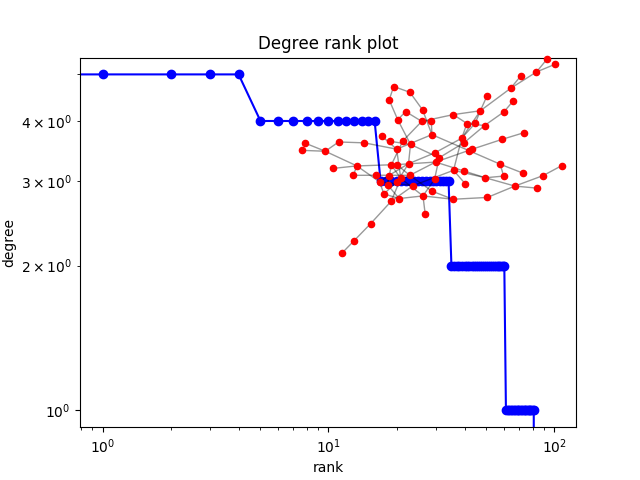 Degree rank plot
degree
4 × 10⁰
3 × 10⁰
2 × 10⁰
10⁰
10⁰
10¹
10²
rank